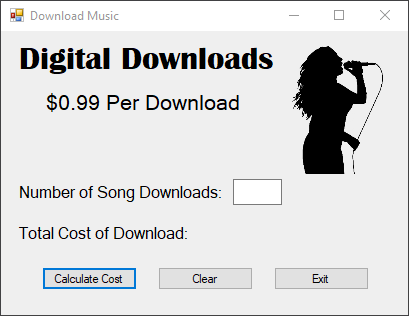 Download Music
Digital Downloads
$0.99 Per Download
Number of Song Downloads:
Total Cost of Download:
Calculate Cost Clear Exit